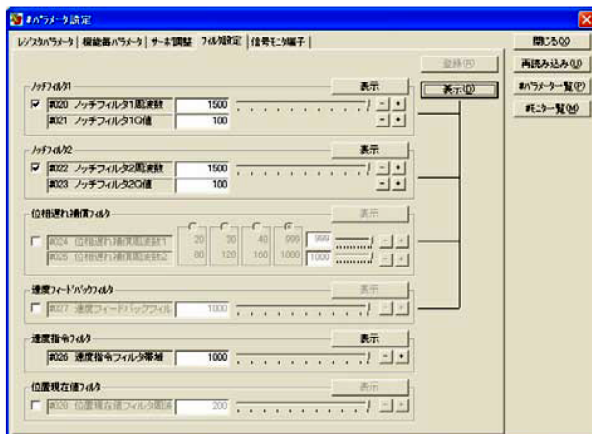 #パラメータ設定
レジスタパラメータ 機能毎パラメータ サーボ調整 フィルタ設定 信号モニタ端子
閉じる(X)
登録(R) 再読み込み(U)
ノッチフィルタ1 表示 表示(D) #パラメータ一覧(P)
#020 ノッチフィルタ1周波数 1500 - + #モニタ一覧(M)
#021 ノッチフィルタ1Q値 100 - +
ノッチフィルタ2 表示
#022 ノッチフィルタ2周波数 1500 - +
#023 ノッチフィルタ2Q値 100 - +
位相遅れ補償フィルタ 表示
#024 位相遅れ補償周波数1 20 30 40 999 999 - +
#025 位相遅れ補償周波数2 80 120 160 1000 1000 - +
速度フィードバックフィルタ 表示
#027 速度フィードバックフィル 1000 - +
速度指令フィルタ 表示
#026 速度指令フィルタ帯域 1000 - +
位置現在値フィルタ 表示
#028 位置現在値フィルタ周波 200 - +